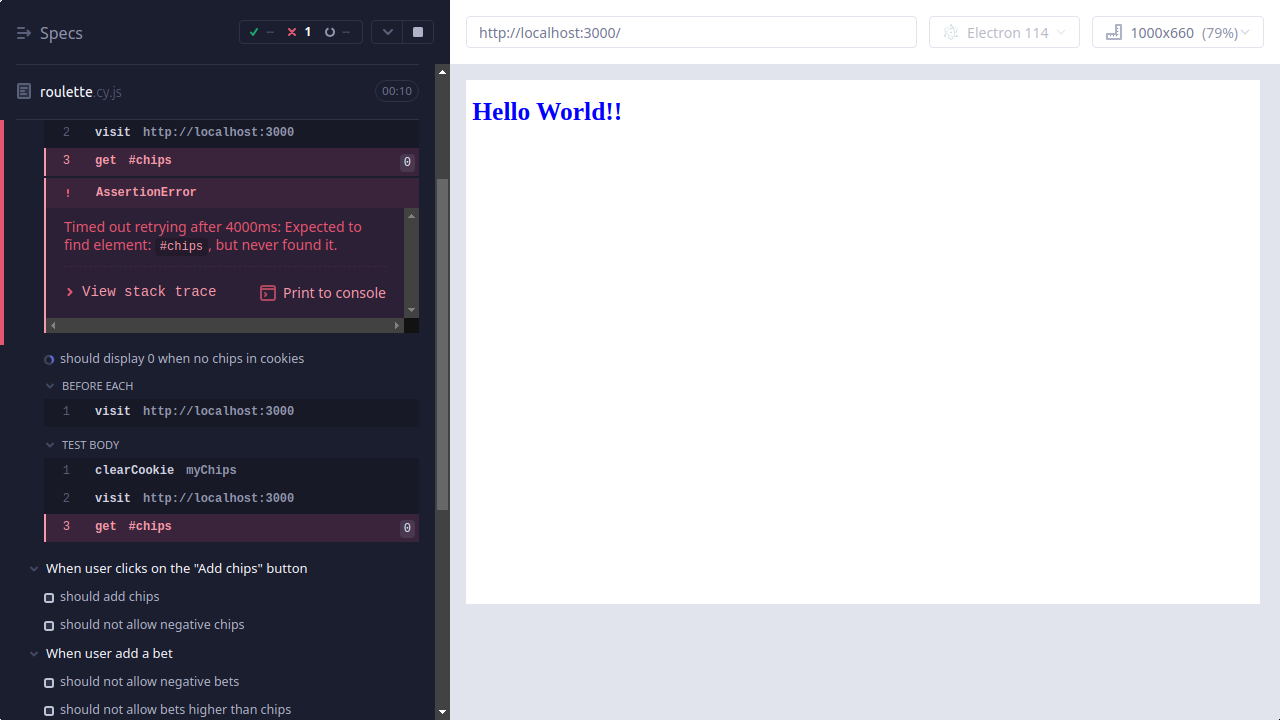 Specs
-- 1 --
http://localhost:3000/
Electron 114
1000x660 (79%)
roulette.cy.js
00:10
2 visit http://localhost:3000
3 get #chips 0
! AssertionError
Timed out retrying after 4000ms: Expected to
find element: #chips, but never found it.
View stack trace
Print to console
should display 0 when no chips in cookies
BEFORE EACH
1 visit http://localhost:3000
TEST BODY
1 clearCookie myChips
2 visit http://localhost:3000
3 get #chips 0
When user clicks on the "Add chips" button
should add chips
should not allow negative chips
When user add a bet
should not allow negative bets
should not allow bets higher than chips
Hello World!!